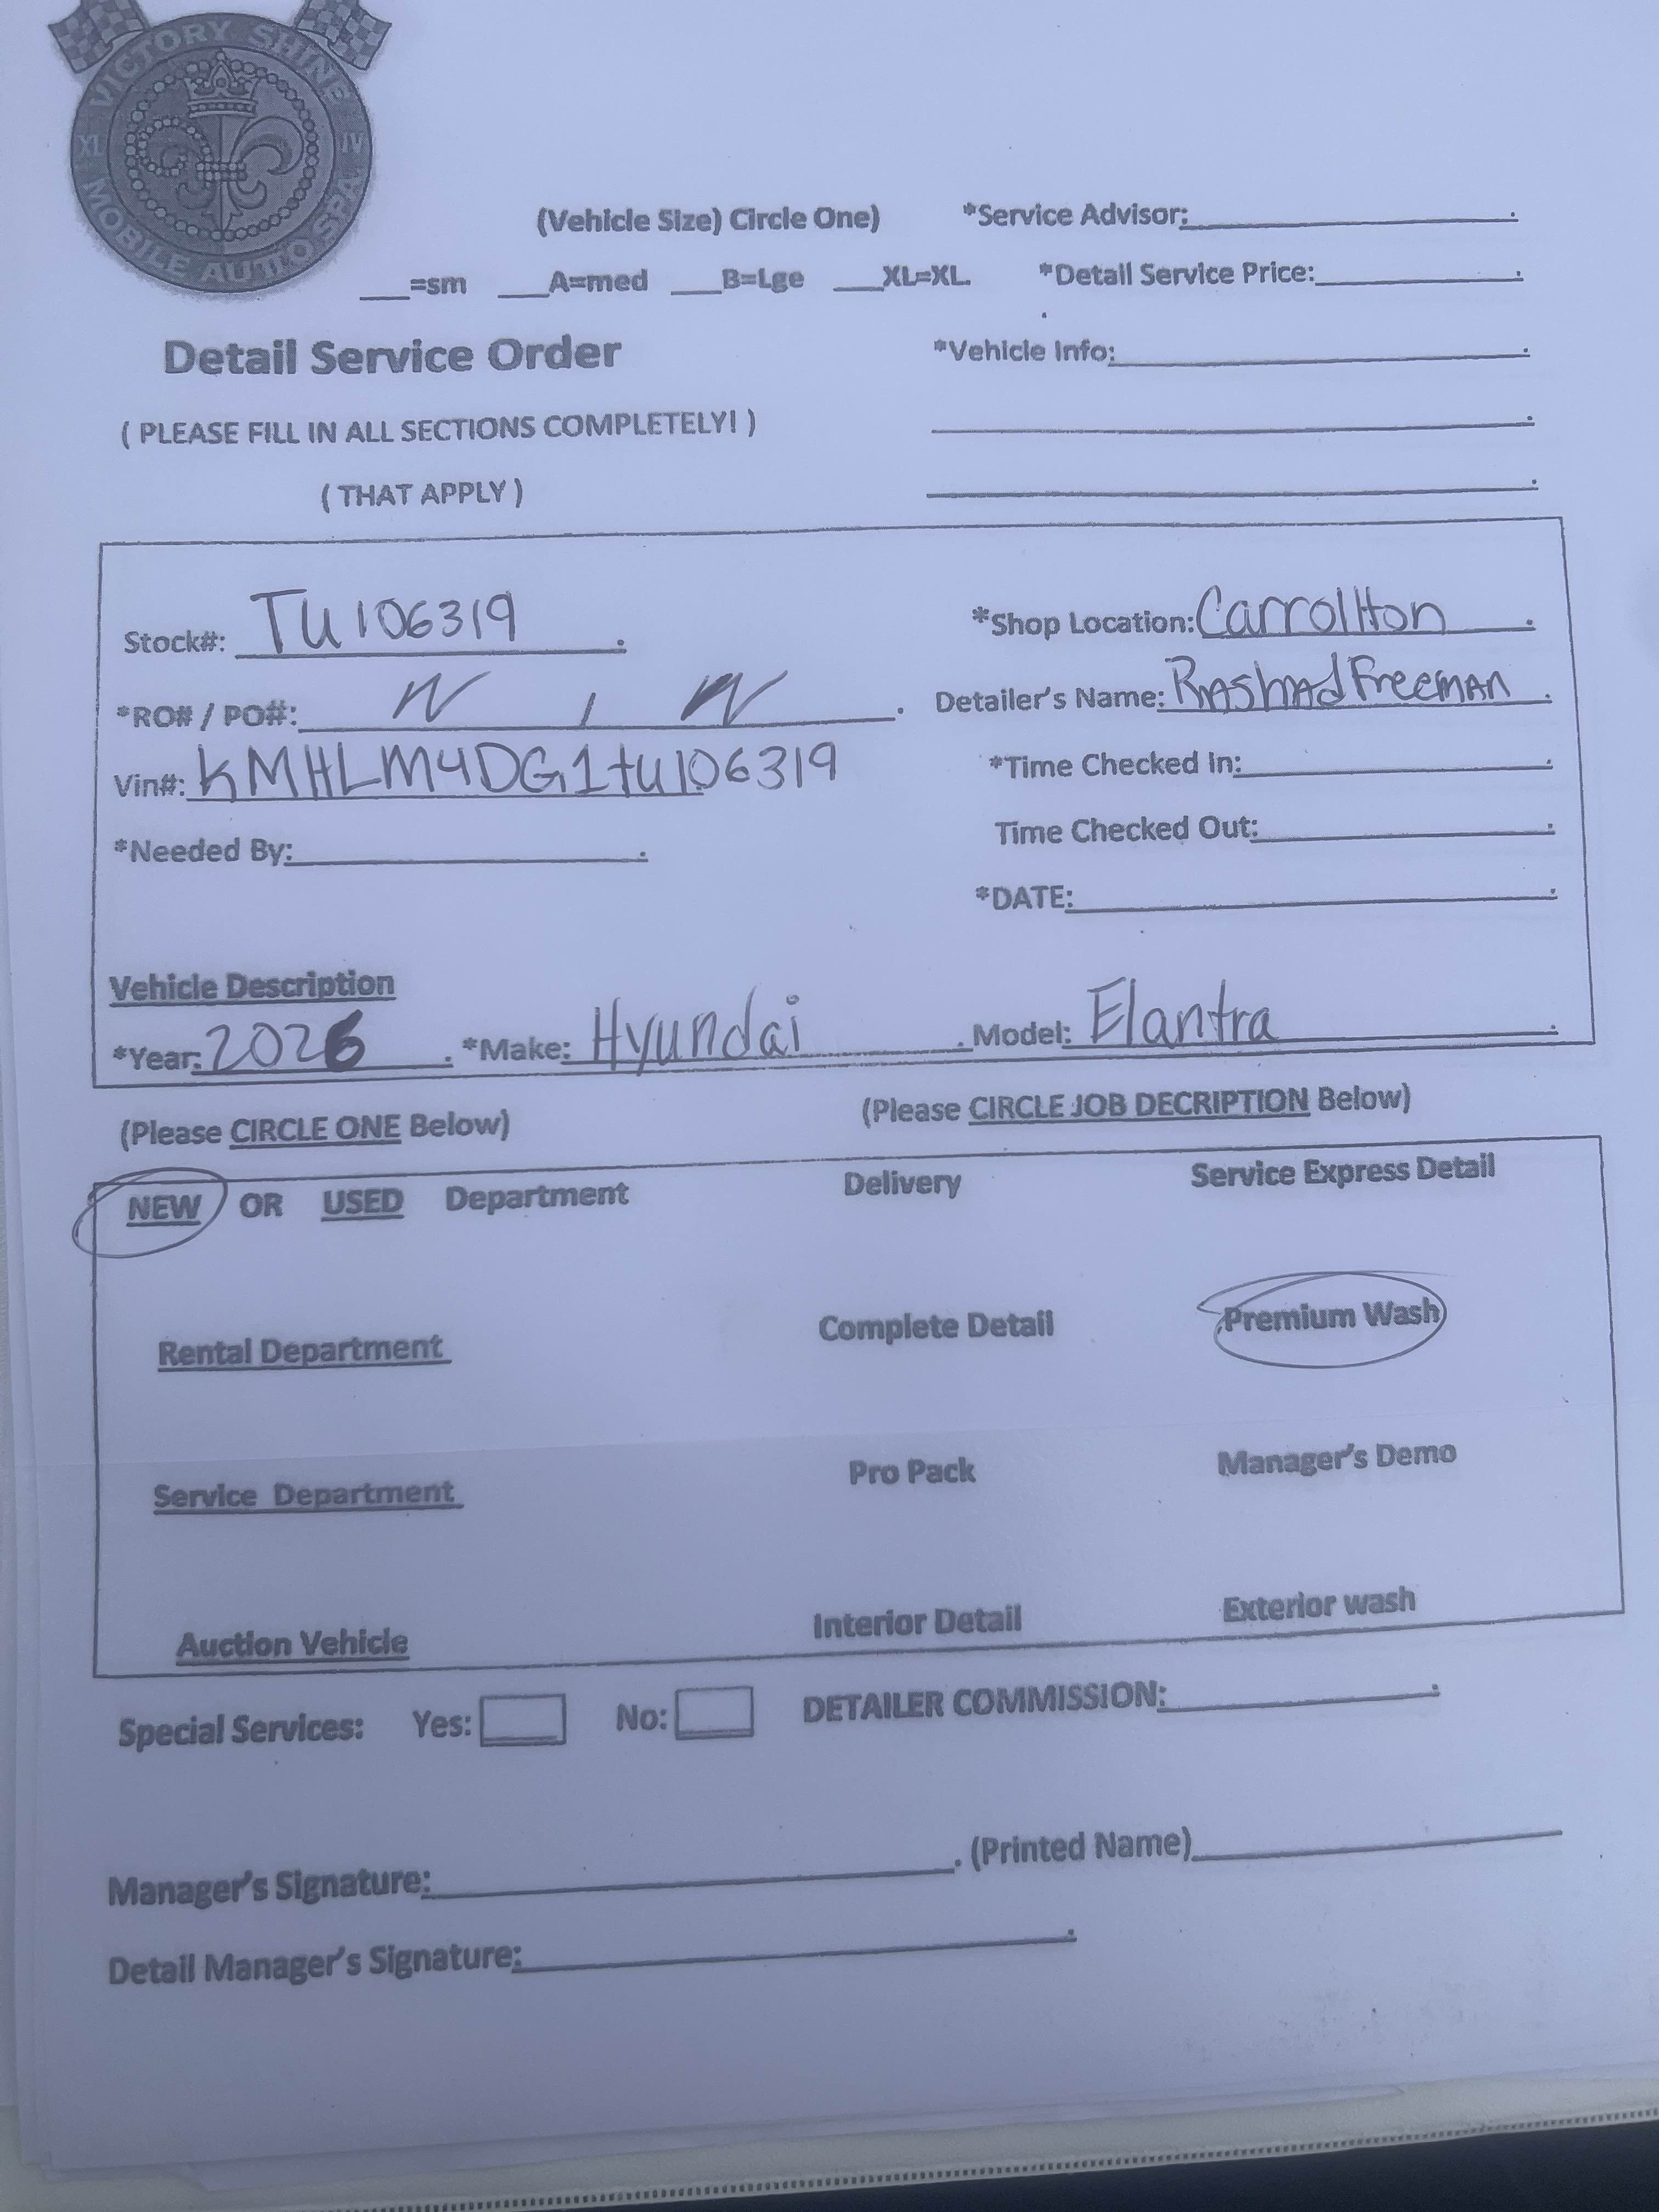 VICTORY SHINE
XL IV
MOBILE AUTO SPA
(Vehicle Size) Circle One) *Service Advisor:
___=sm ___A=med ___B=Lge ___XL=XL *Detail Service Price:
Detail Service Order *Vehicle Info:
( PLEASE FILL IN ALL SECTIONS COMPLETELY! )
( THAT APPLY )
Stock#: TU106319 *Shop Location: Carrollton
*RO# / PO#: N / N Detailer's Name: Rashad Freeman
Vin#: KMHLM4DG1tu106319 *Time Checked In:
Time Checked Out:
*Needed By:
*DATE:
Vehicle Description
*Year: 2026 *Make: Hyundai Model: Elantra
(Please CIRCLE ONE Below) (Please CIRCLE JOB DECRIPTION Below)
NEW OR USED Department Delivery Service Express Detail
Rental Department Complete Detail Premium Wash
Service Department Pro Pack Manager's Demo
Auction Vehicle Interior Detail Exterior wash
Special Services: Yes: No: DETAILER COMMISSION:
Manager's Signature: (Printed Name)
Detail Manager's Signature: